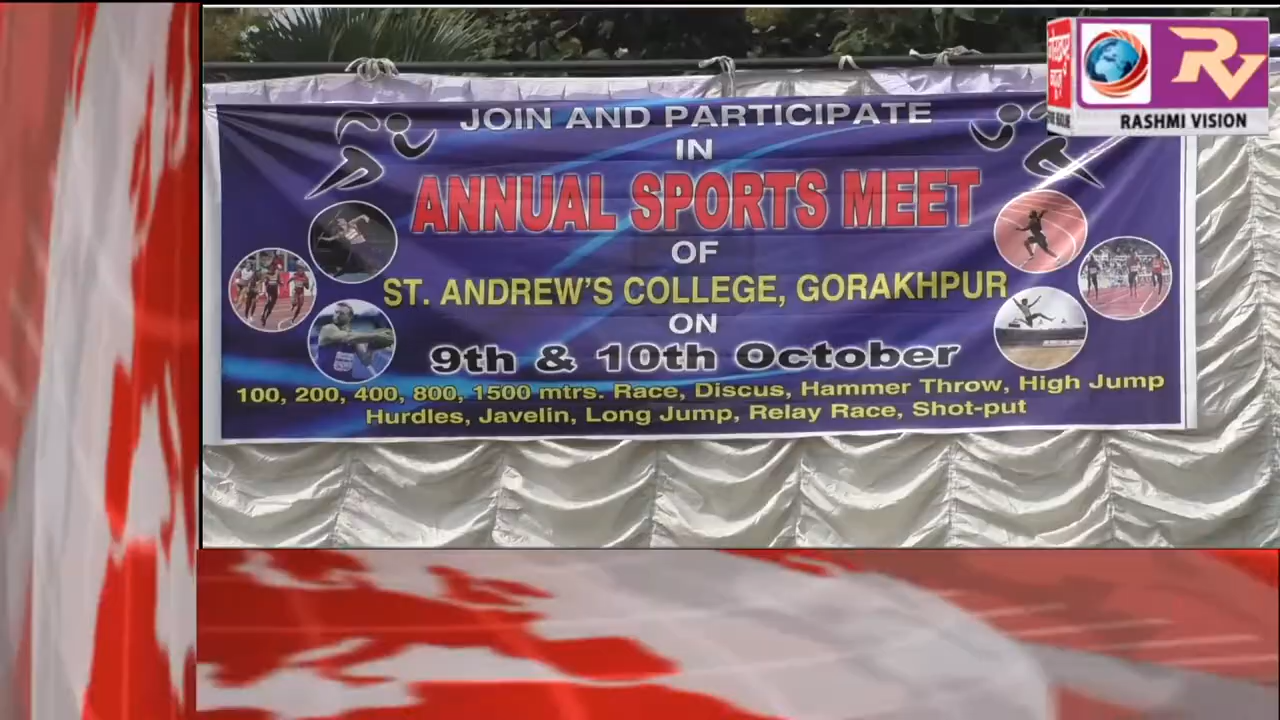 JOIN AND PARTICIPATE
IN
ANNUAL SPORTS MEET
OF
ST. ANDREW'S COLLEGE, GORAKHPUR
ON
9th & 10th October
100, 200, 400, 800, 1500 mtrs. Race, Discus, Hammer Throw, High Jump
Hurdles, Javelin, Long Jump, Relay Race, Shot-put
RV
RASHMI VISION